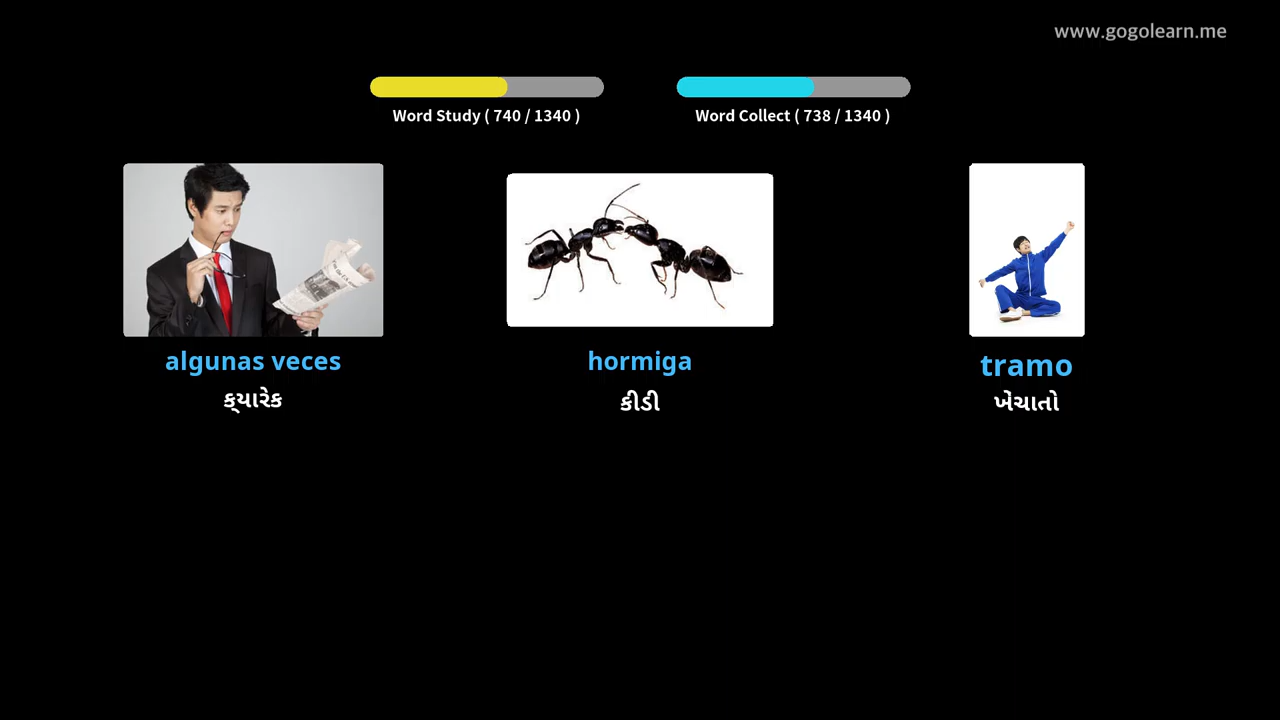 www.gogolearn.me
Word Study ( 740 / 1340 )
Word Collect ( 738 / 1340 )
algunas veces
hormiga
tramo
ક્યારેક
કીડી
ખેંચાતો